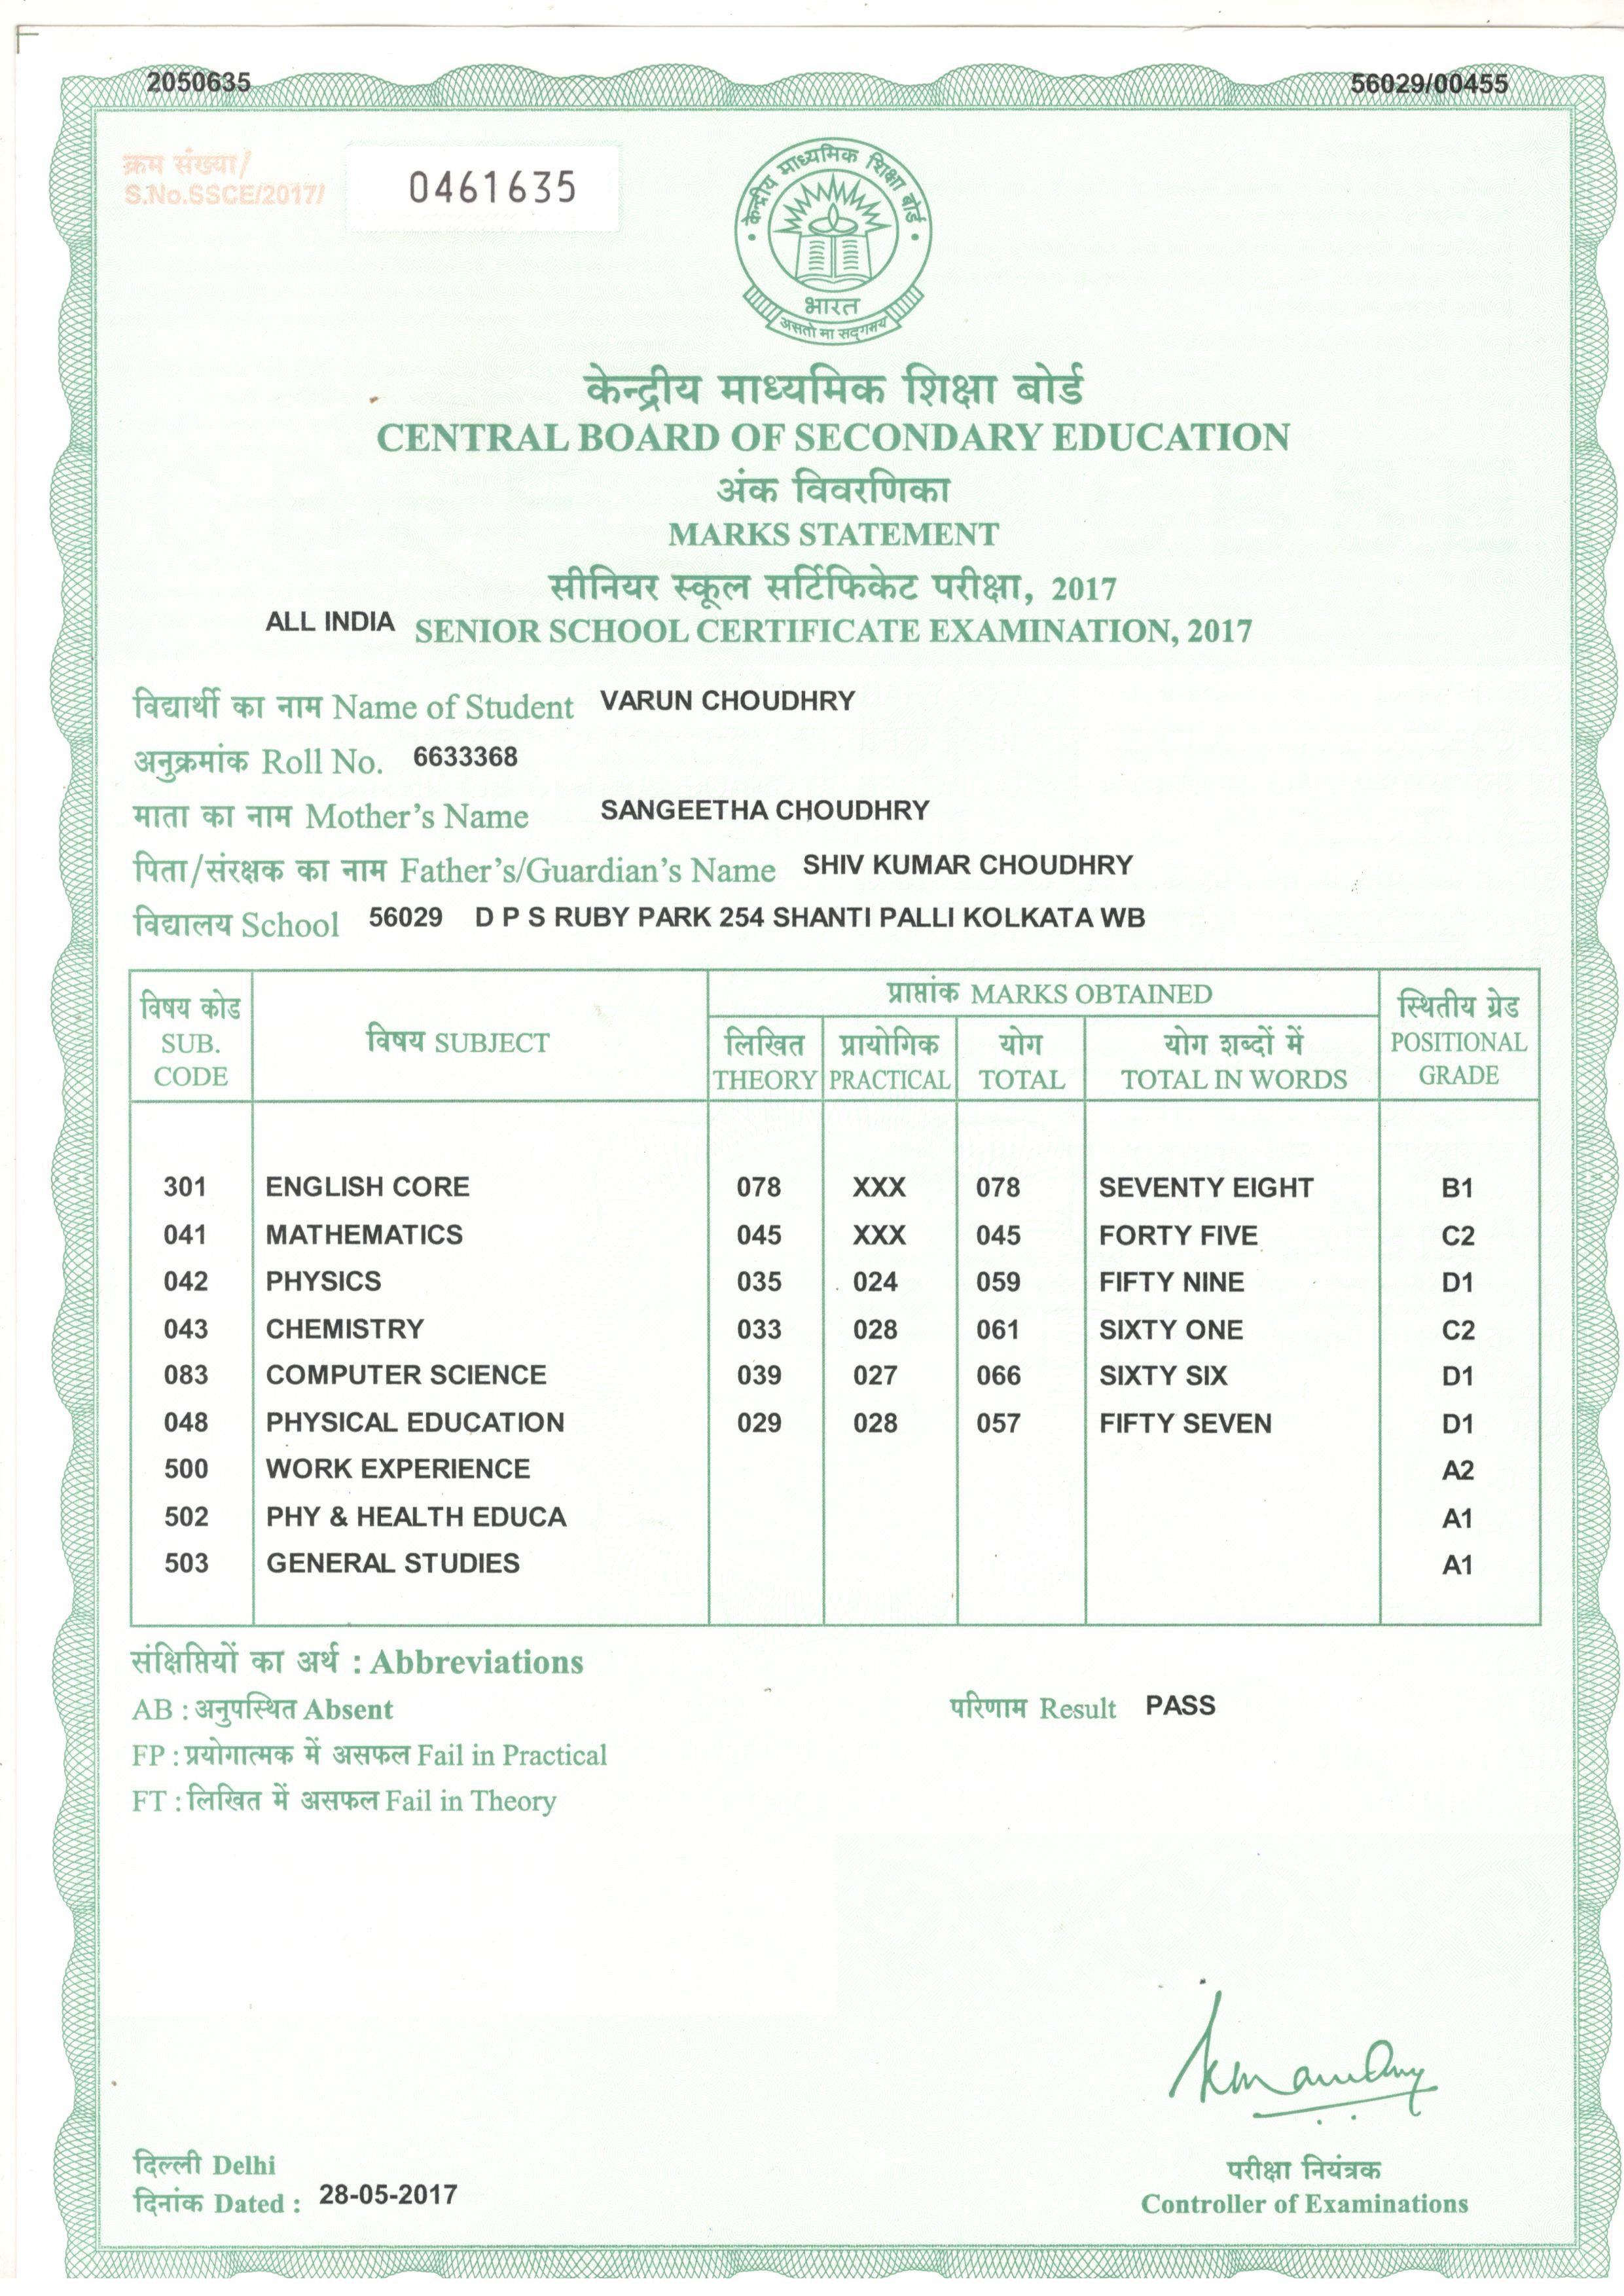 2050635 56029/00455
क्रम संख्या/
S.No.SSCE/2017/ 0461635
केन्द्रीय माध्यमिक शिक्षा बोर्ड
भारत
असतो मा सद्गमय
केन्द्रीय माध्यमिक शिक्षा बोर्ड
CENTRAL BOARD OF SECONDARY EDUCATION
अंक विवरणिका
MARKS STATEMENT
सीनियर स्कूल सर्टिफिकेट परीक्षा, 2017
ALL INDIA SENIOR SCHOOL CERTIFICATE EXAMINATION, 2017
विद्यार्थी का नाम Name of Student VARUN CHOUDHRY
अनुक्रमांक Roll No. 6633368
माता का नाम Mother's Name SANGEETHA CHOUDHRY
पिता/संरक्षक का नाम Father's/Guardian's Name SHIV KUMAR CHOUDHRY
विद्यालय School 56029 D P S RUBY PARK 254 SHANTI PALLI KOLKATA WB
विषय कोड SUB. CODE
विषय SUBJECT
प्राप्तांक MARKS OBTAINED
लिखित THEORY
प्रायोगिक PRACTICAL
योग TOTAL
योग शब्दों में TOTAL IN WORDS
स्थितीय ग्रेड POSITIONAL GRADE
301 ENGLISH CORE 078 XXX 078 SEVENTY EIGHT B1
041 MATHEMATICS 045 XXX 045 FORTY FIVE C2
042 PHYSICS 035 024 059 FIFTY NINE D1
043 CHEMISTRY 033 028 061 SIXTY ONE C2
083 COMPUTER SCIENCE 039 027 066 SIXTY SIX D1
048 PHYSICAL EDUCATION 029 028 057 FIFTY SEVEN D1
500 WORK EXPERIENCE A2
502 PHY & HEALTH EDUCA A1
503 GENERAL STUDIES A1
संक्षिप्तियों का अर्थ : Abbreviations
AB : अनुपस्थित Absent
परिणाम Result PASS
FP : प्रयोगात्मक में असफल Fail in Practical
FT : लिखित में असफल Fail in Theory
दिल्ली Delhi
दिनांक Dated : 28-05-2017
परीक्षा नियंत्रक
Controller of Examinations